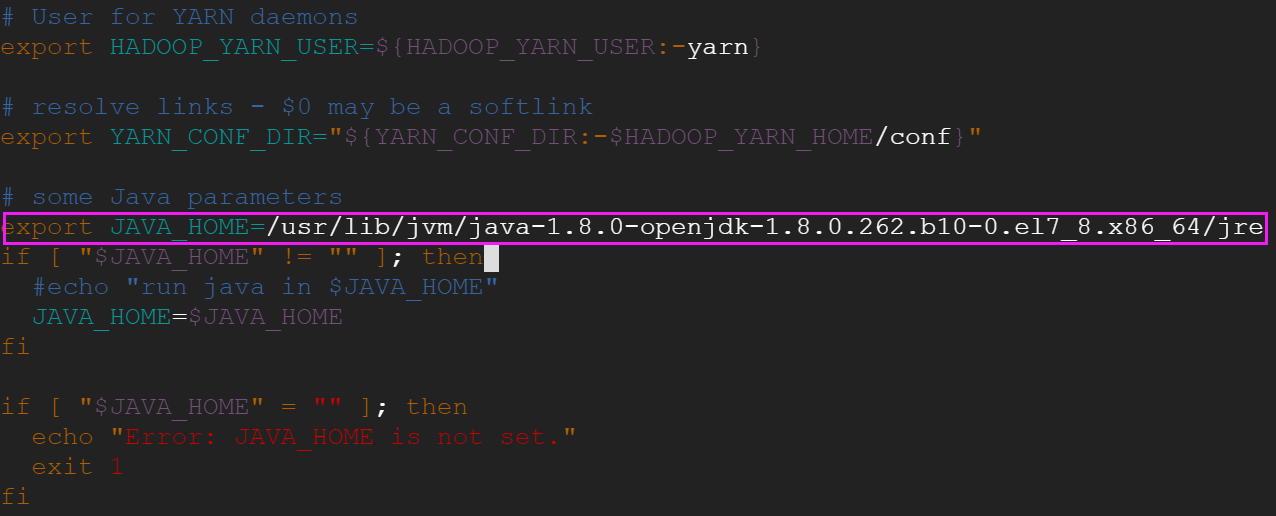 # User for YARN daemons
export HADOOP_YARN_USER=${HADOOP_YARN_USER:-yarn}
# resolve links - $0 may be a softlink
export YARN_CONF_DIR="${YARN_CONF_DIR:-$HADOOP_YARN_HOME/conf}"
# some Java parameters
export JAVA_HOME=/usr/lib/jvm/java-1.8.0-openjdk-1.8.0.262.b10-0.el7_8.x86_64/jre
if [ "$JAVA_HOME" != "" ]; then
  #echo "run java in $JAVA_HOME"
  JAVA_HOME=$JAVA_HOME
fi
if [ "$JAVA_HOME" = "" ]; then
  echo "Error: JAVA_HOME is not set."
  exit 1
fi